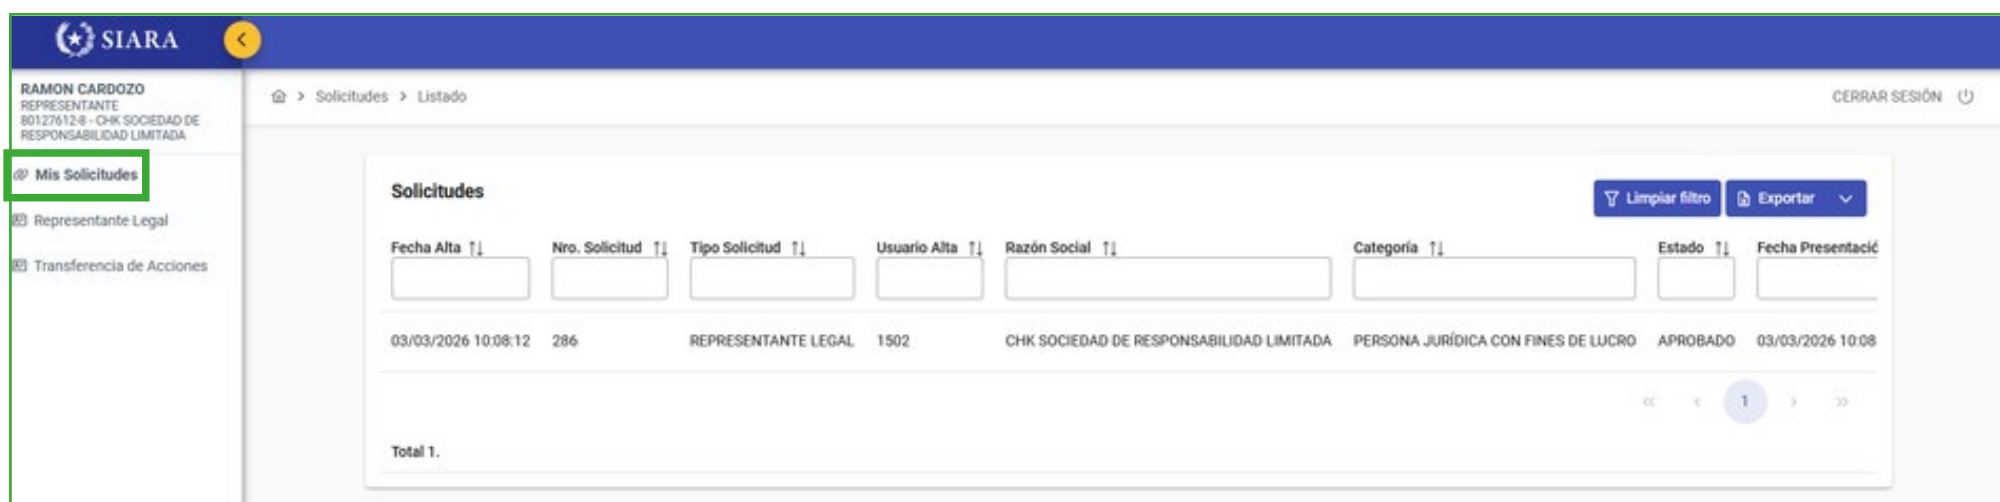 SIARA
RAMON CARDOZO
REPRESENTANTE
80127612-8 - CHK SOCIEDAD DE
RESPONSABILIDAD LIMITADA
Mis Solicitudes
Representante Legal
Transferencia de Acciones
> Solicitudes > Listado
CERRAR SESIÓN
Solicitudes
Limpiar filtro
Exportar
Fecha Alta Nro. Solicitud Tipo Solicitud Usuario Alta Razón Social Categoría Estado Fecha Presentació
03/03/2026 10:08:12 286 REPRESENTANTE LEGAL 1502 CHK SOCIEDAD DE RESPONSABILIDAD LIMITADA PERSONA JURÍDICA CON FINES DE LUCRO APROBADO 03/03/2026 10:08
<< < 1 > >>
Total 1.